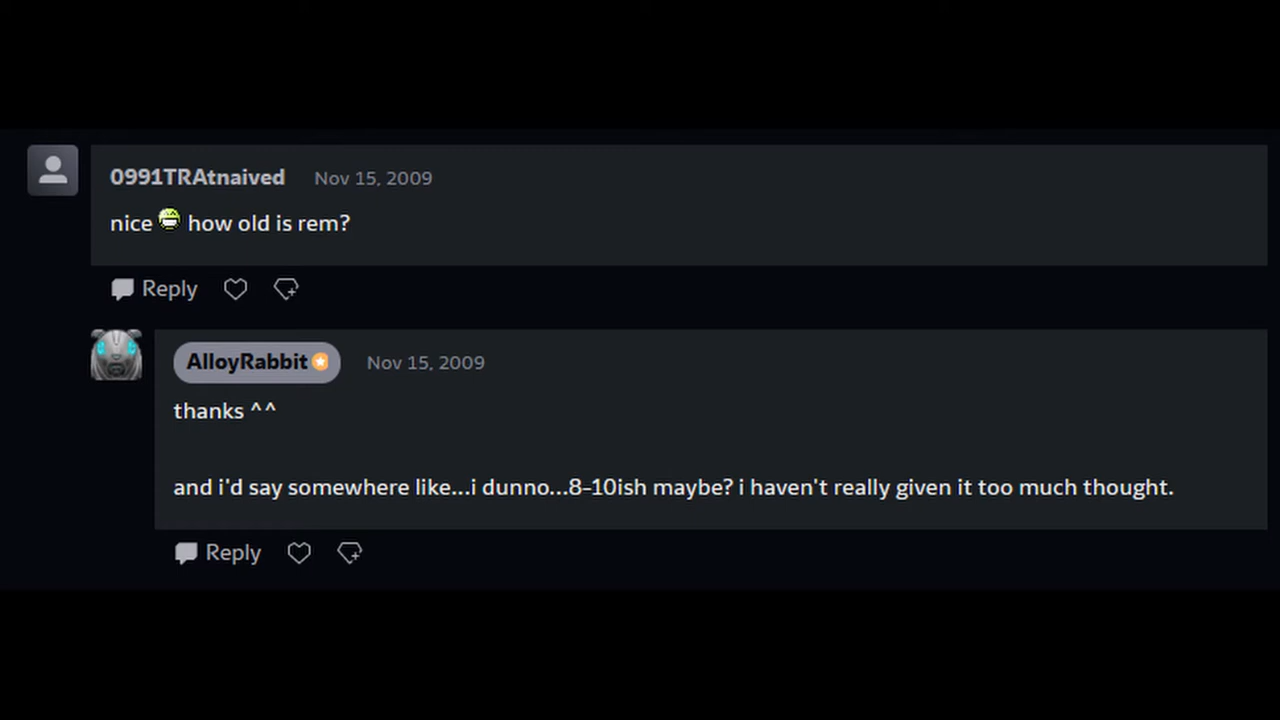 0991TRAtnaived Nov 15, 2009
nice how old is rem?
Reply
AlloyRabbit Nov 15, 2009
thanks ^^
and i'd say somewhere like...i dunno...8-10ish maybe? i haven't really given it too much thought.
Reply